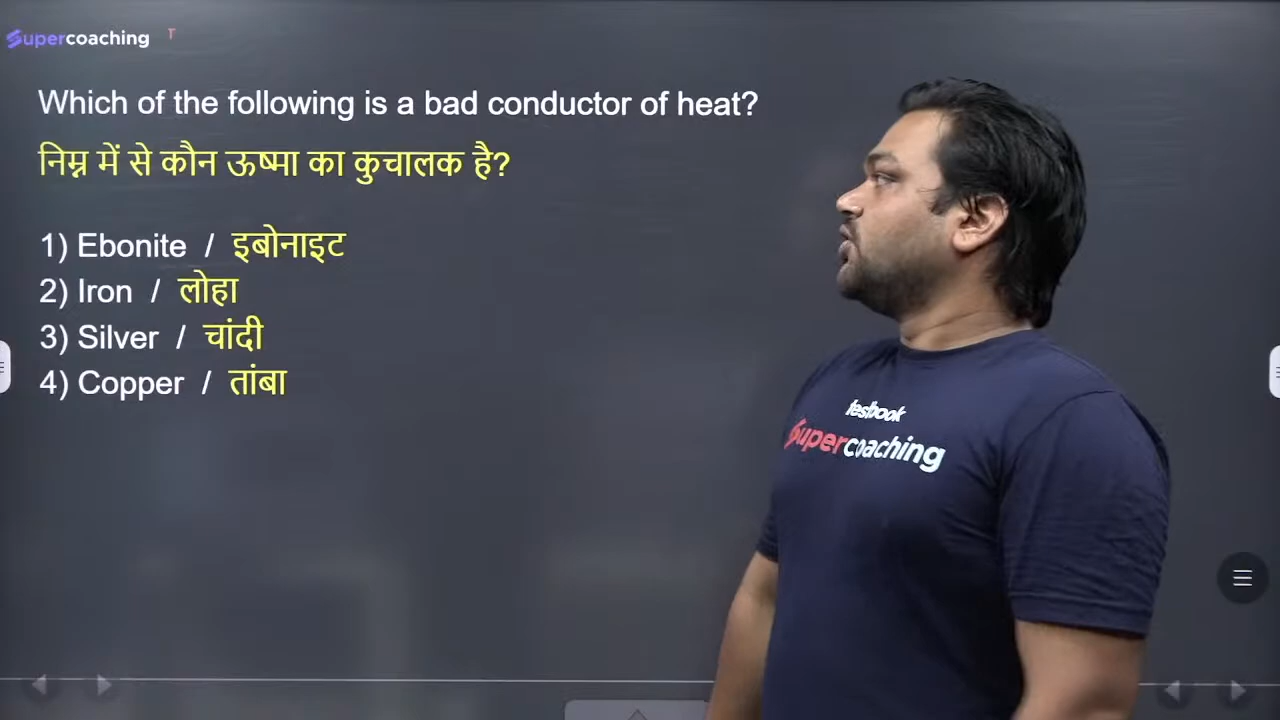 Supercoaching
Which of the following is a bad conductor of heat?
निम्न में से कौन ऊष्मा का कुचालक है?
1) Ebonite / इबोनाइट
2) Iron / लोहा
3) Silver / चांदी
4) Copper / तांबा
testbook
Supercoaching